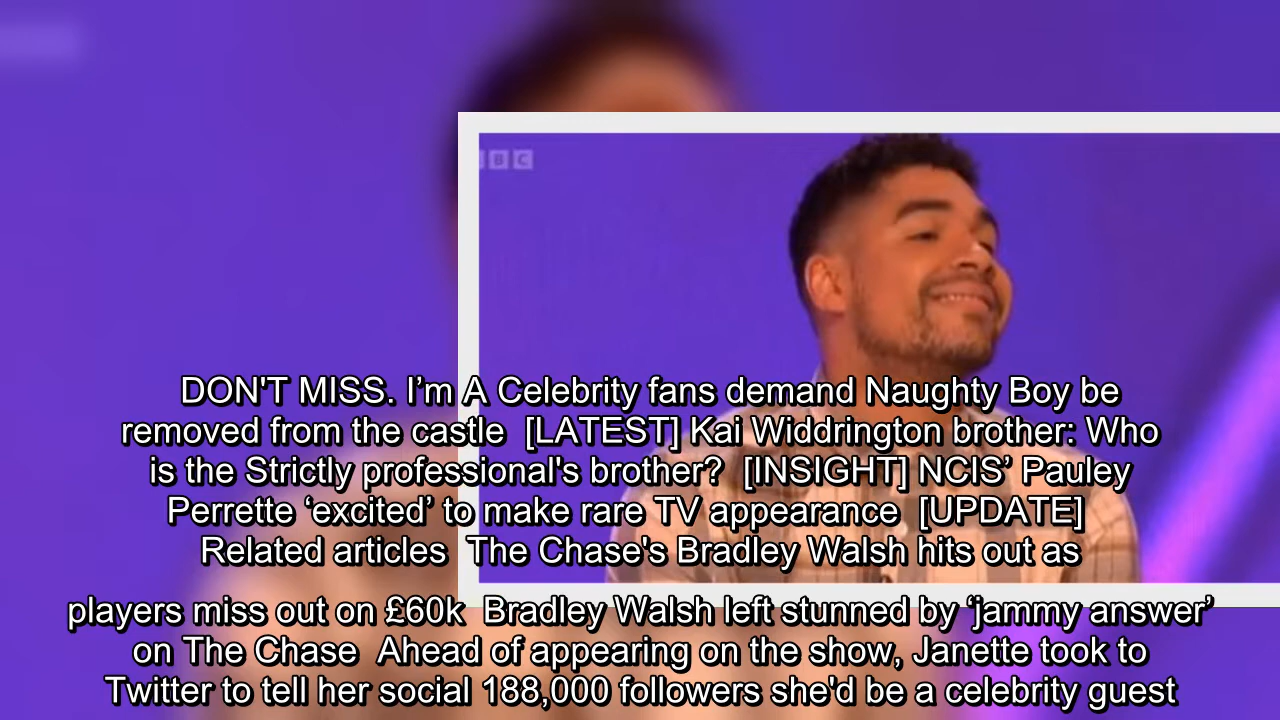 BBC
DON'T MISS. I’m A Celebrity fans demand Naughty Boy be
removed from the castle [LATEST] Kai Widdrington brother: Who
is the Strictly professional's brother? [INSIGHT] NCIS’ Pauley
Perrette ‘excited’ to make rare TV appearance [UPDATE]
Related articles The Chase's Bradley Walsh hits out as
players miss out on £60k Bradley Walsh left stunned by ‘jammy answer’
on The Chase Ahead of appearing on the show, Janette took to
Twitter to tell her social 188,000 followers she'd be a celebrity guest